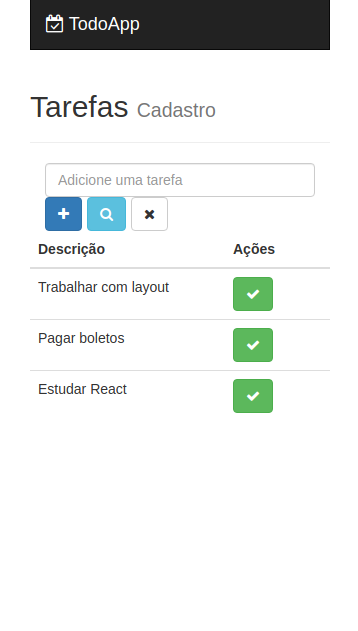 TodoApp
Tarefas Cadastro
Adicione uma tarefa
Descrição Ações
Trabalhar com layout
Pagar boletos
Estudar React